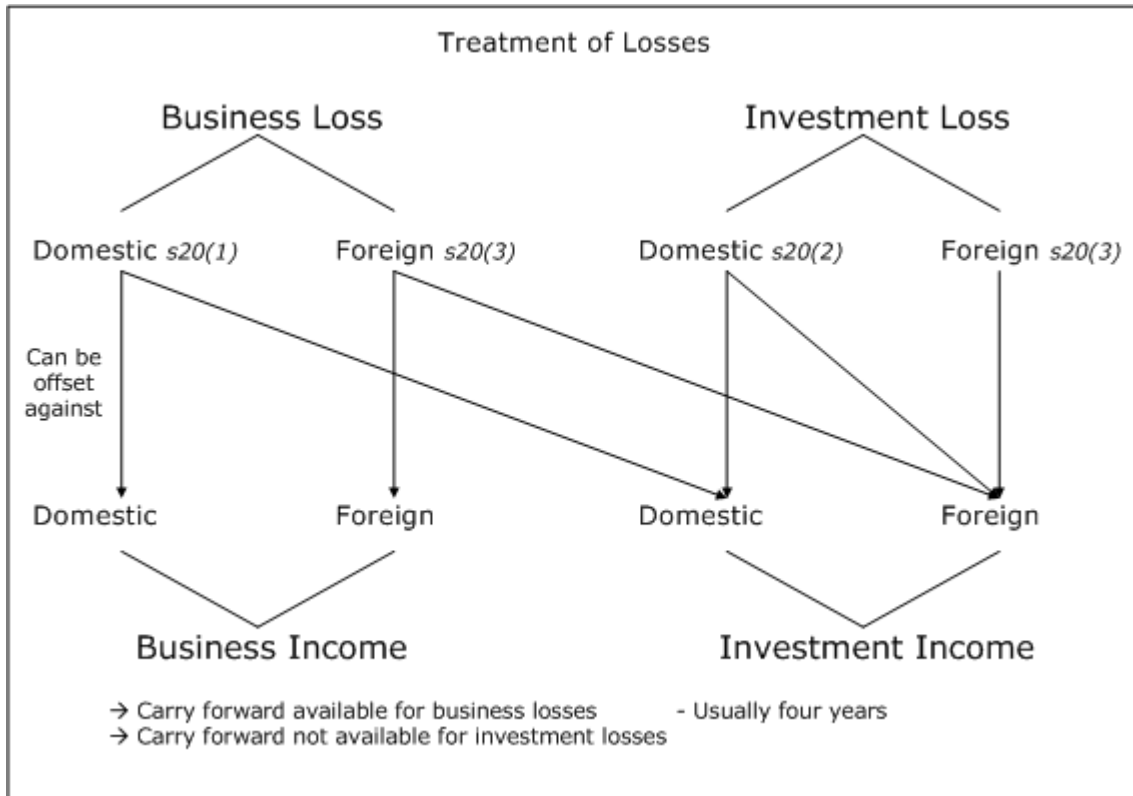 Treatment of Losses
Business Loss
Investment Loss
Domestic s20(1)
Foreign s20(3)
Domestic s20(2)
Foreign s20(3)
Can be
offset
against
Domestic
Foreign
Domestic
Foreign
Business Income
Investment Income
→ Carry forward available for business losses - Usually four years
→ Carry forward not available for investment losses